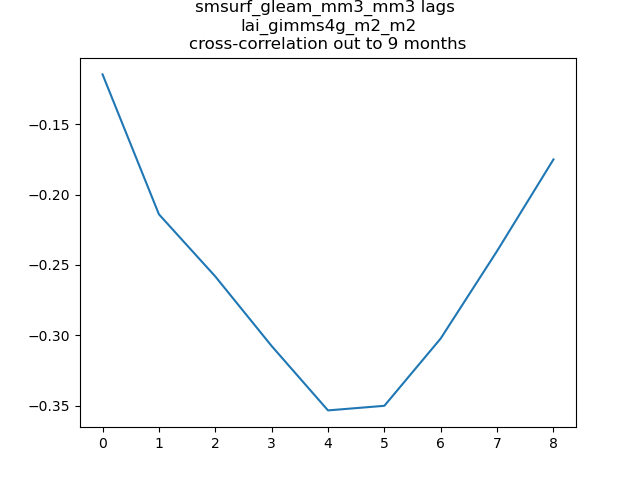 smsurf_gleam_mm3_mm3 lags
lai_gimms4g_m2_m2
cross-correlation out to 9 months
−0.15
−0.20
−0.25
−0.30
−0.35
0 1 2 3 4 5 6 7 8